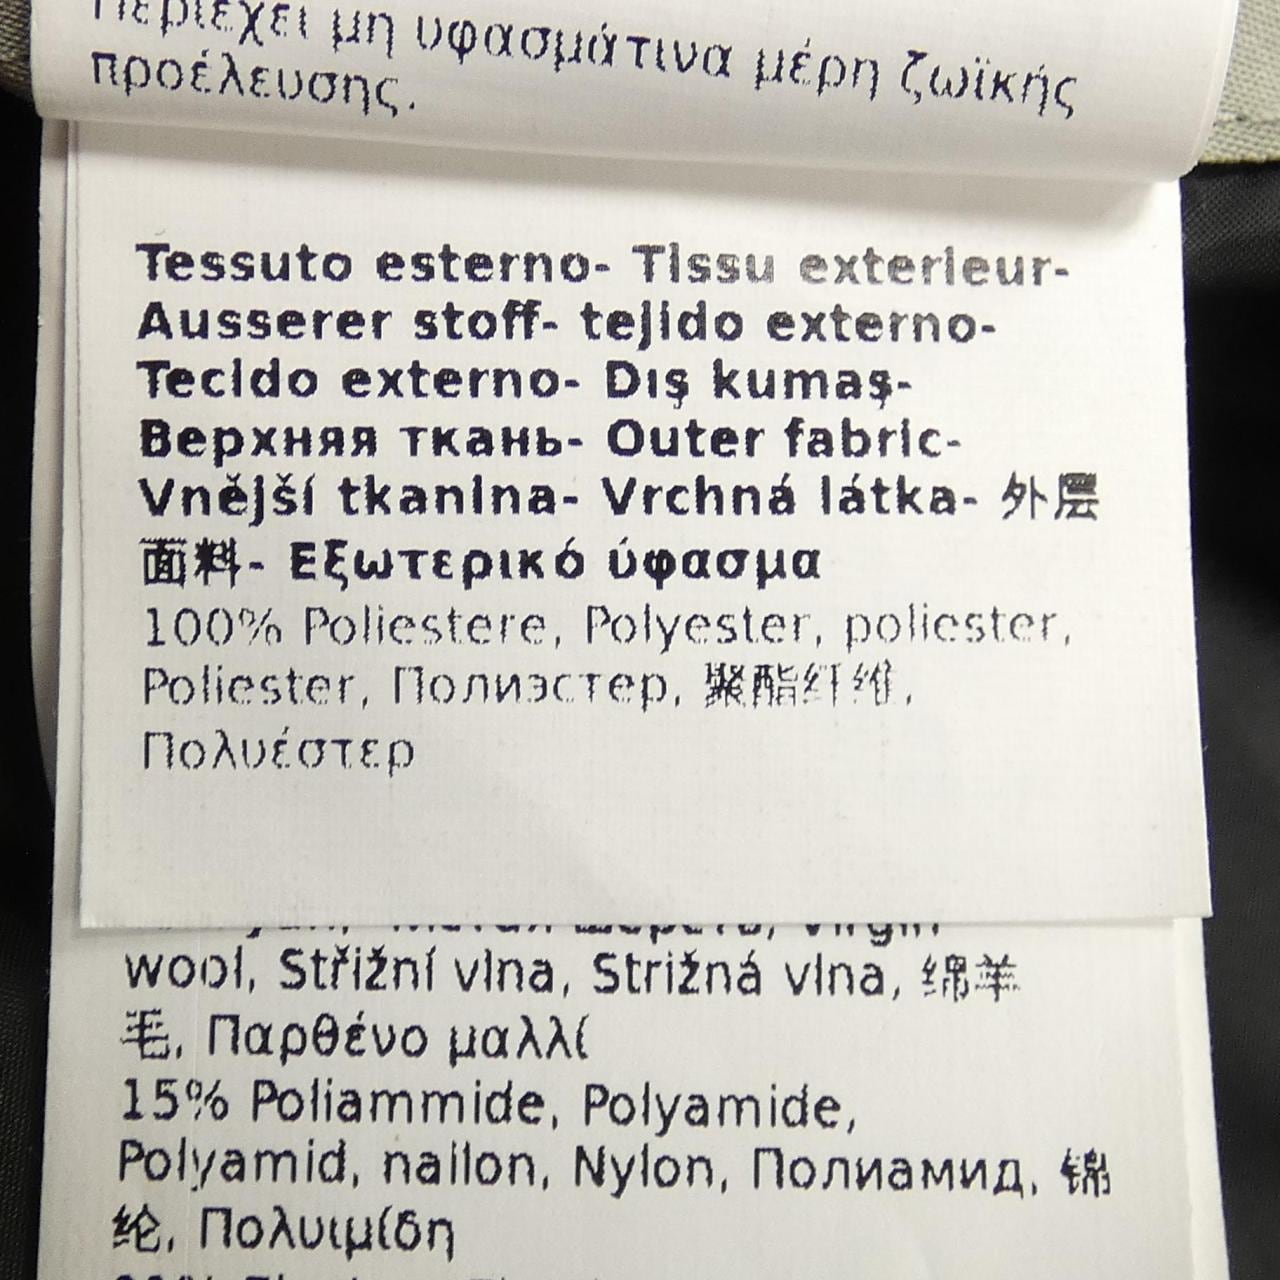 Περιέχει μη υφασμάτινα μέρη ζωϊκής
προέλευσης.
Tessuto esterno- Tissu exterieur-
Ausserer stoff- tejido externo-
Tecido externo- Dış kumaş-
Верхняя ткань- Outer fabric-
Vnější tkanina- Vrchná látka- 外层
面料- Εξωτερικό ύφασμα
100% Poliestere, Polyester, poliester,
Poliester, Полиэстер, 聚酯纤维,
Πολυέστερ
virgin
wool, Střižní vlna, Strižná vlna, 绵羊
毛, Παρθένο μαλλί
15% Poliammide, Polyamide,
Polyamid, nailon, Nylon, Полиамид, 锦
纶, Πολυιμίδη